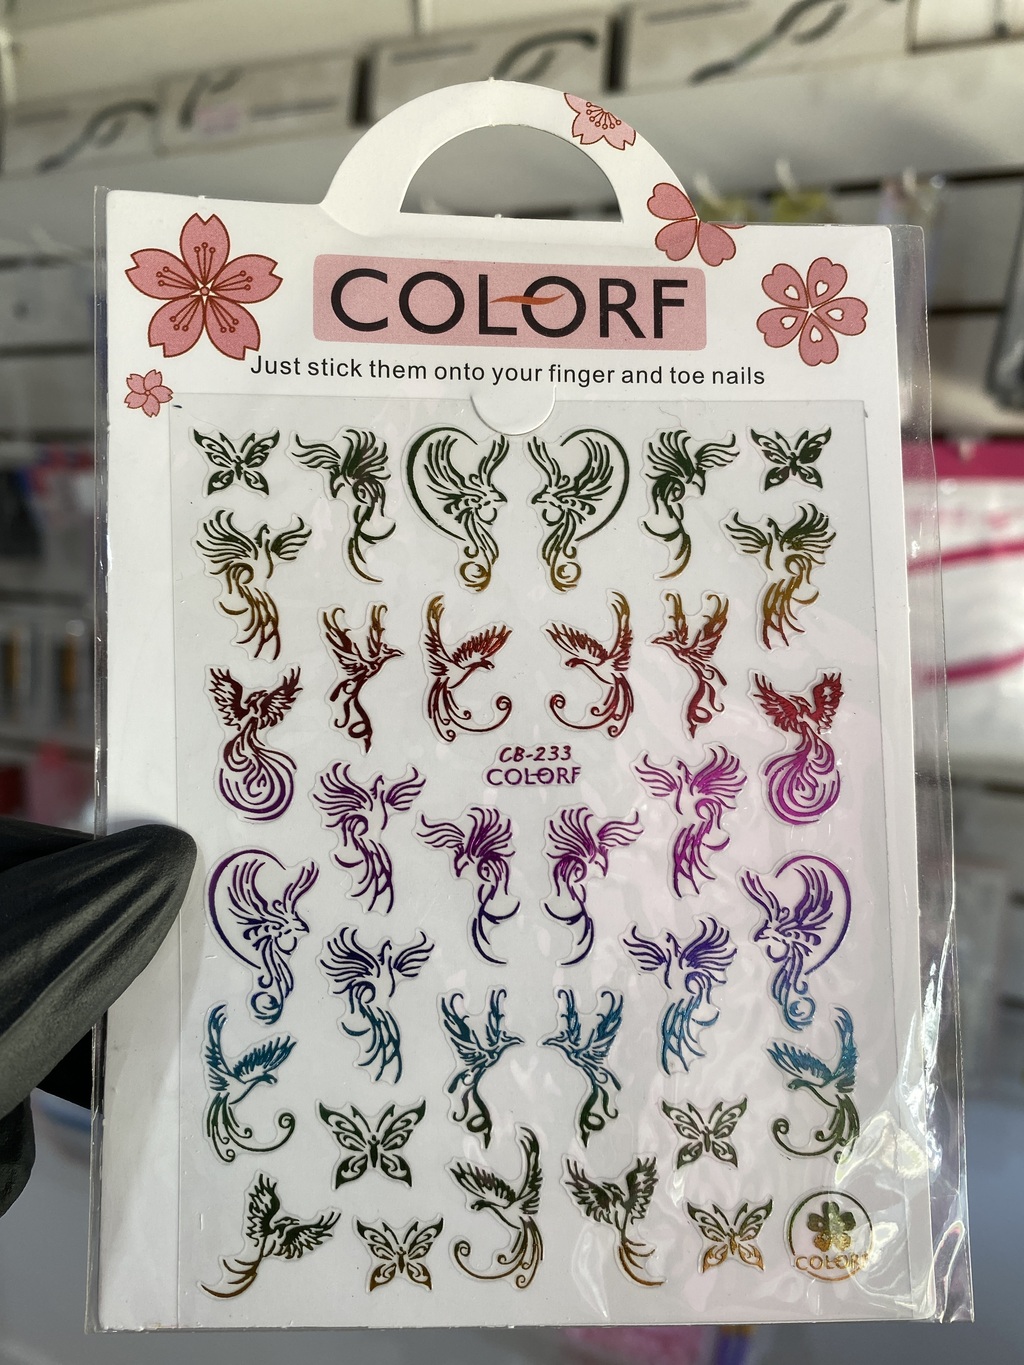 COLORF
Just stick them onto your finger and toe nails
CB-233
COLORF
COLORF